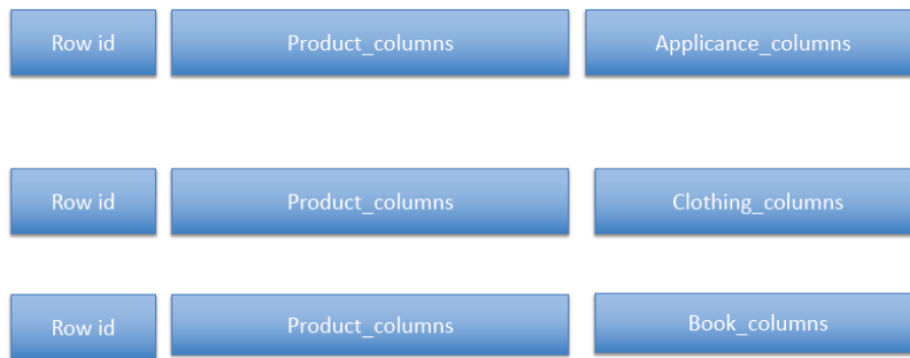 Row id Product_columns Applicance_columns
Row id Product_columns Clothing_columns
Row id Product_columns Book_columns